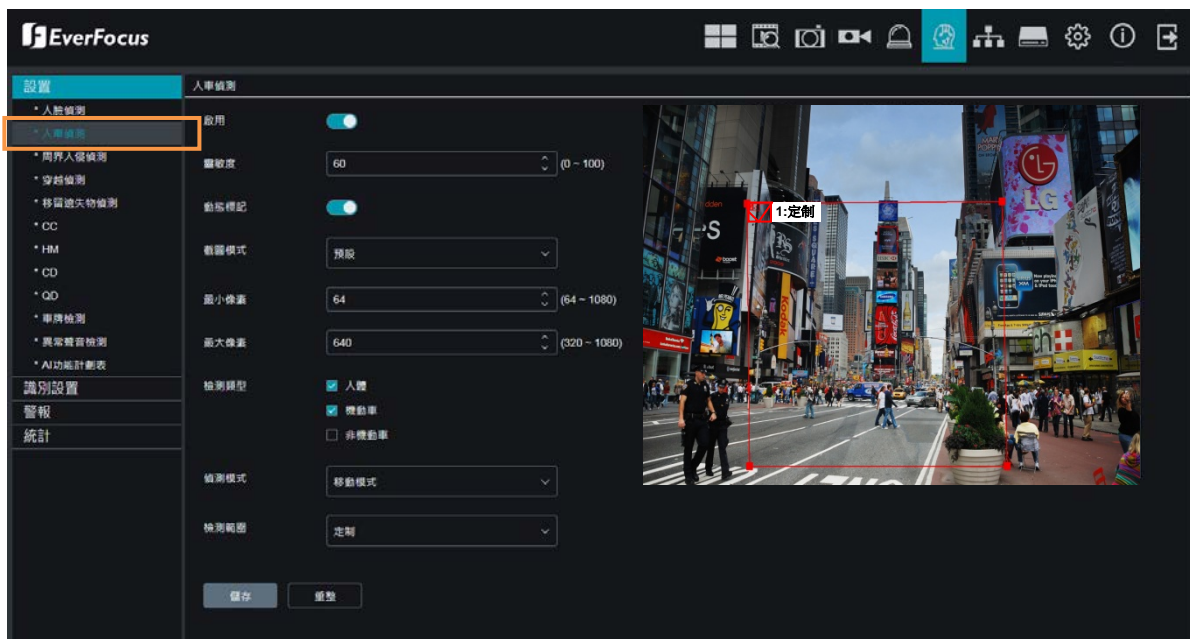 EverFocus
設置
* 人臉偵測
* 人車偵測
* 周界人侵偵測
* 穿越偵測
* 移留遺失物偵測
* CC
* HM
* CD
* QD
* 車牌檢測
* 異常聲音檢測
* AI功能計劃表
識別設置
警報
統計
人車偵測
啟用
靈敏度
60
(0 ~ 100)
動態標記
截圖模式
預設
最小像素
64
(64 ~ 1080)
最大像素
640
(320 ~ 1080)
檢測類型
人體
機動車
非機動車
偵測模式
移動模式
檢測範圍
定制
儲存
重整
1:定制
LG
LG
Kodak